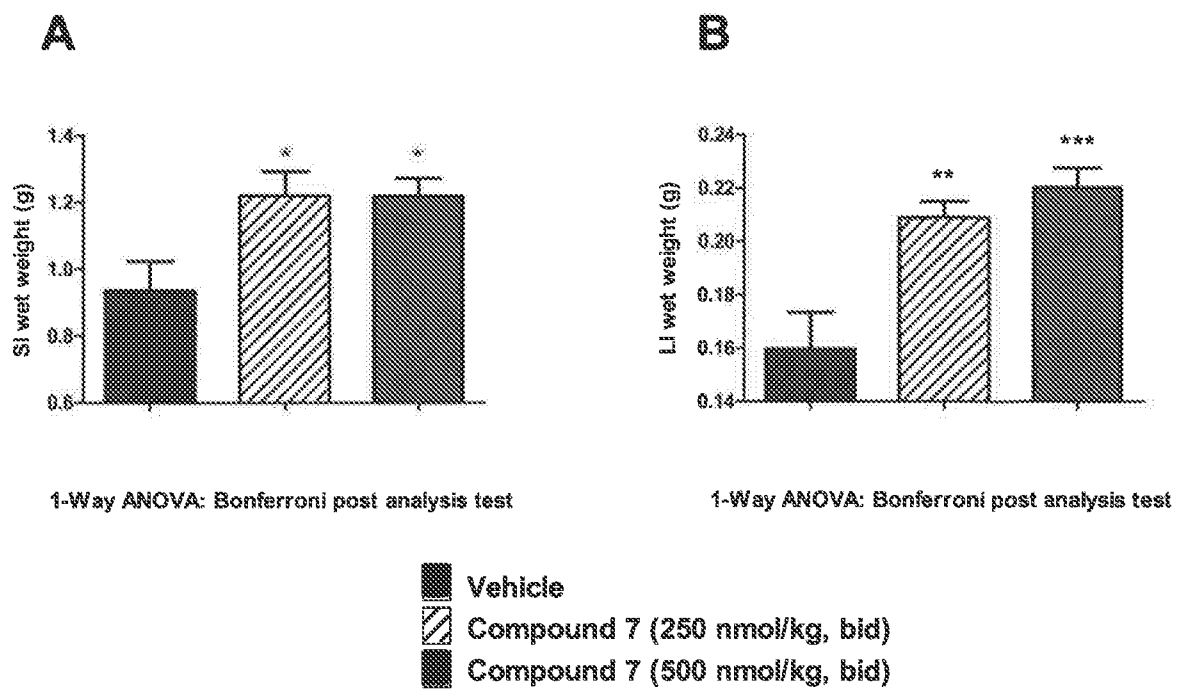 A
B
SI wet weight (g)
1.4
1.2
1.0
0.8
0.6
*
*
LI wet weight (g)
0.24
0.22
0.20
0.18
0.16
0.14
**
***
1-Way ANOVA: Bonferroni post analysis test
1-Way ANOVA: Bonferroni post analysis test
Vehicle
Compound 7 (250 nmol/kg, bid)
Compound 7 (500 nmol/kg, bid)